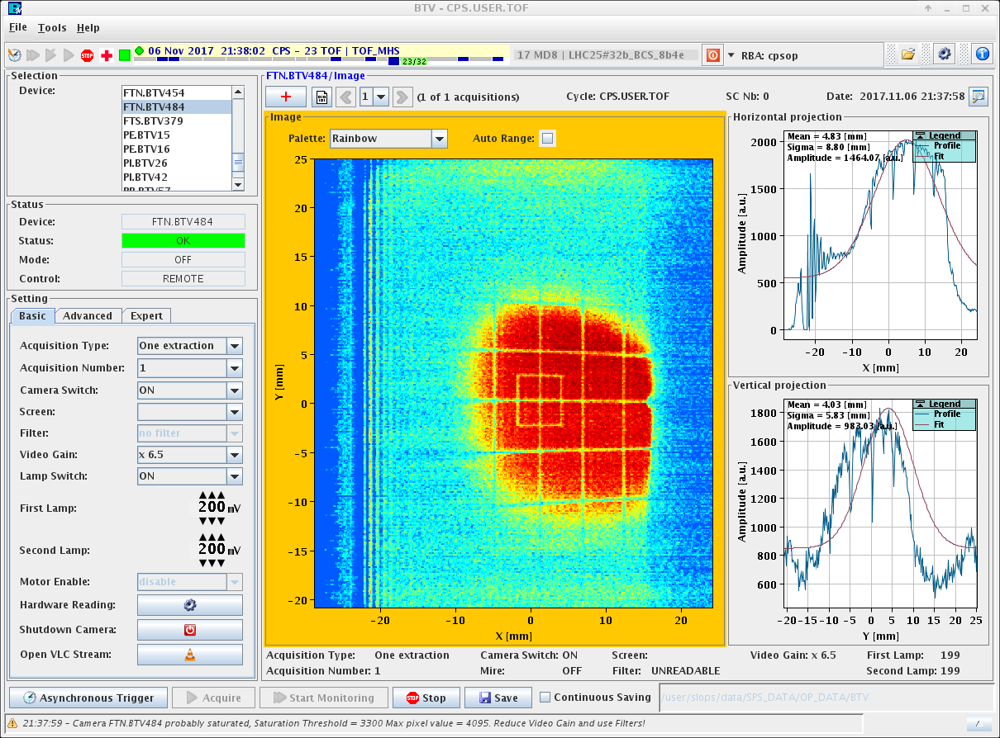 BTV - CPS.USER.TOF
File Tools Help
06 Nov 2017 21:38:02 CPS - 23 TOF | TOF_MHS
23/32
17 MD8 | LHC25#32b_BCS_8b4e
RBA: cpsop
Selection
Device:
FTN.BTV454
FTN.BTV484
FTS.BTV379
PE.BTV15
PE.BTV16
PI.BTV26
PI.BTV42
Status
Device: FTN.BTV484
Status: OK
Mode: OFF
Control: REMOTE
Setting
Basic Advanced Expert
Acquisition Type: One extraction
Acquisition Number: 1
Camera Switch: ON
Screen:
Filter: no filter
Video Gain: x 6.5
Lamp Switch: ON
First Lamp: 200 mV
Second Lamp: 200 mV
Motor Enable: disable
Hardware Reading:
Shutdown Camera:
Open VLC Stream:
FTN.BTV484/Image
1 (1 of 1 acquisitions) Cycle: CPS.USER.TOF SC Nb: 0 Date: 2017.11.06 21:37:58
Image
Palette: Rainbow Auto Range:
25
20
15
10
5
0
-5
-10
-15
-20
Y [mm]
-20 -10 0 10 20
X [mm]
Horizontal projection
Mean = 4.83 [mm]
Sigma = 8.80 [mm]
Amplitude = 1464.07 [a.u.]
Legend
Profile
Fit
2000
1500
1000
500
0
Amplitude [a.u.]
-20 -10 0 10 20
X [mm]
Vertical projection
Mean = 4.03 [mm]
Sigma = 5.83 [mm]
Amplitude = 983.03 [a.u.]
Legend
Profile
Fit
1800
1600
1400
1200
1000
800
600
Amplitude [a.u.]
-20 -15 -10 -5 0 5 10 15 20 25
Y [mm]
Acquisition Type: One extraction Camera Switch: ON Screen: Video Gain: x 6.5 First Lamp: 199
Acquisition Number: 1 Mire: OFF Filter: UNREADABLE Second Lamp: 199
Asynchronous Trigger Acquire Start Monitoring STOP Stop Save Continuous Saving /user/slops/data/SPS_DATA/OP_DATA/BTV
21:37:59 - Camera FTN.BTV484 probably saturated, Saturation Threshold = 3300 Max pixel value = 4095. Reduce Video Gain and use Filters!